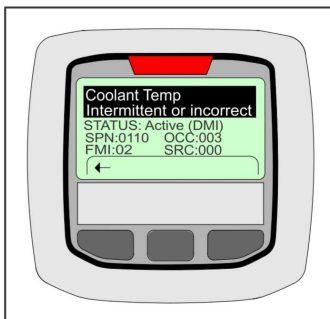 Coolant Temp
Intermittent or incorrect
STATUS: Active (DMI)
SPN:0110 OCC:003
FMI:02 SRC:000
←